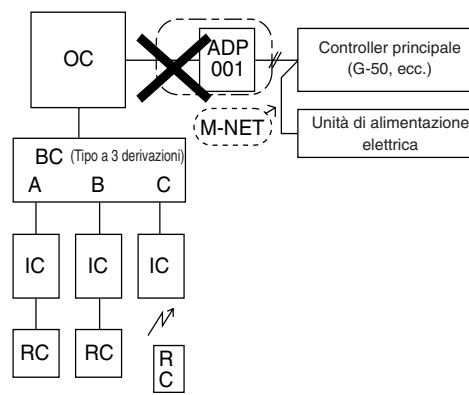 OC
ADP
001
Controller principale
(G-50, ecc.)
M-NET
Unità di alimentazione
elettrica
BC (Tipo a 3 derivazioni)
A B C
IC IC IC
RC RC
R
C